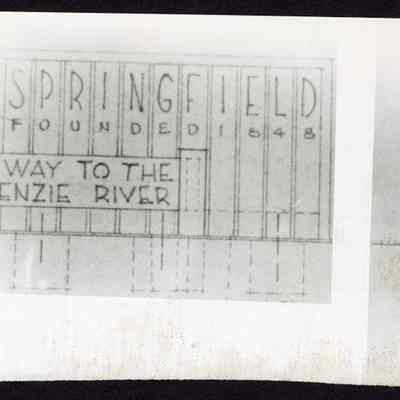 SPRINGFIELD
FOUNDED 1848
WAY TO THE
ENZIE RIVER